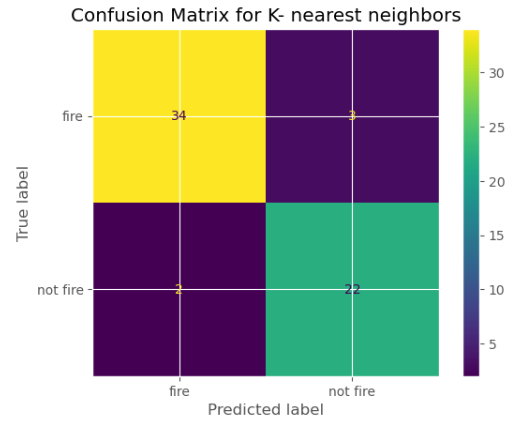 Confusion Matrix for K- nearest neighbors
fire
34
3
30
25
20
True label
15
not fire
2
22
10
5
fire
not fire
Predicted label